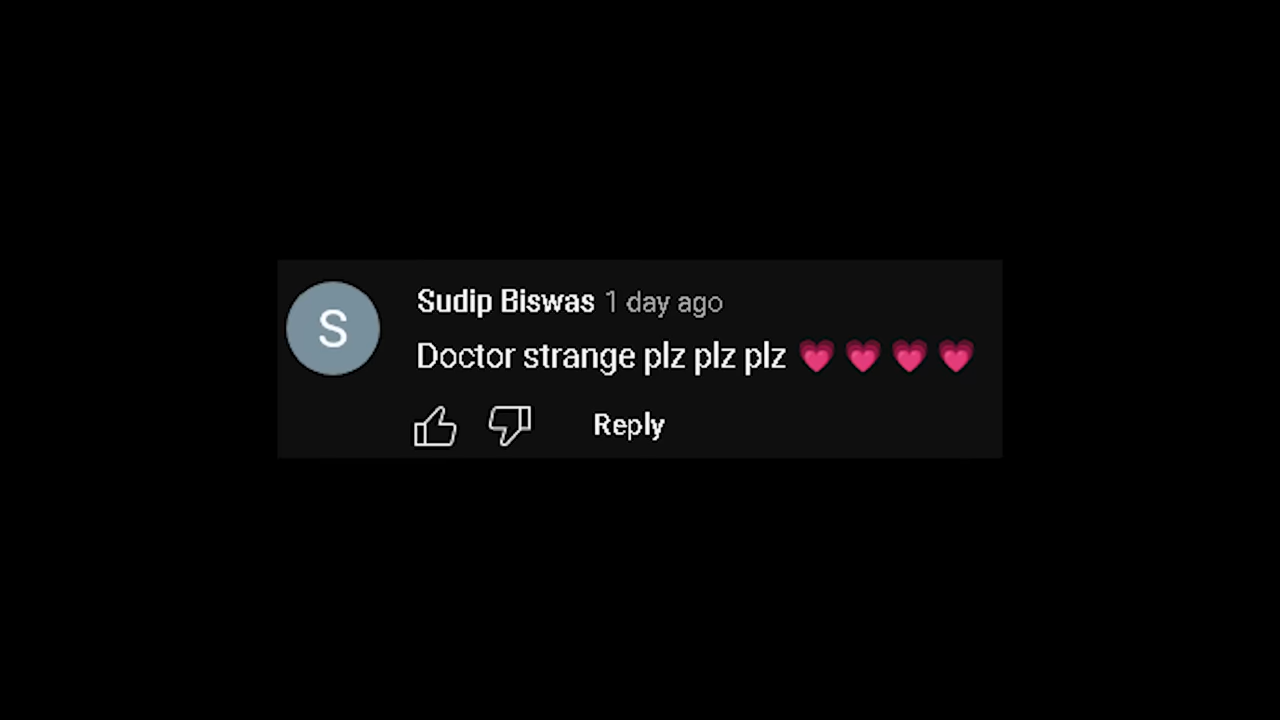 S
Sudip Biswas 1 day ago
Doctor strange plz plz plz 💗 💗 💗 💗
Reply